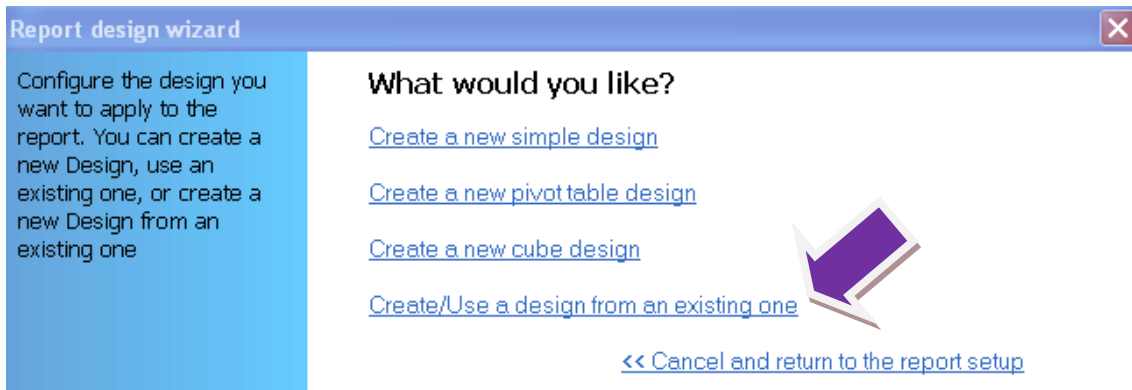 Report design wizard
Configure the design you
want to apply to the
report. You can create a
new Design, use an
existing one, or create a
new Design from an
existing one
What would you like?
Create a new simple design
Create a new pivot table design
Create a new cube design
Create/Use a design from an existing one
<< Cancel and return to the report setup